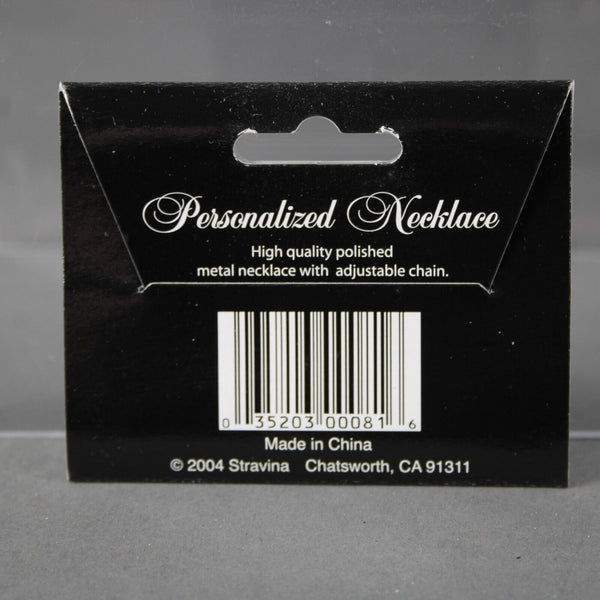 Personalized Necklace
High quality polished
metal necklace with adjustable chain.
0 35203 00081 6
Made in China
© 2004 Stravina Chatsworth, CA 91311